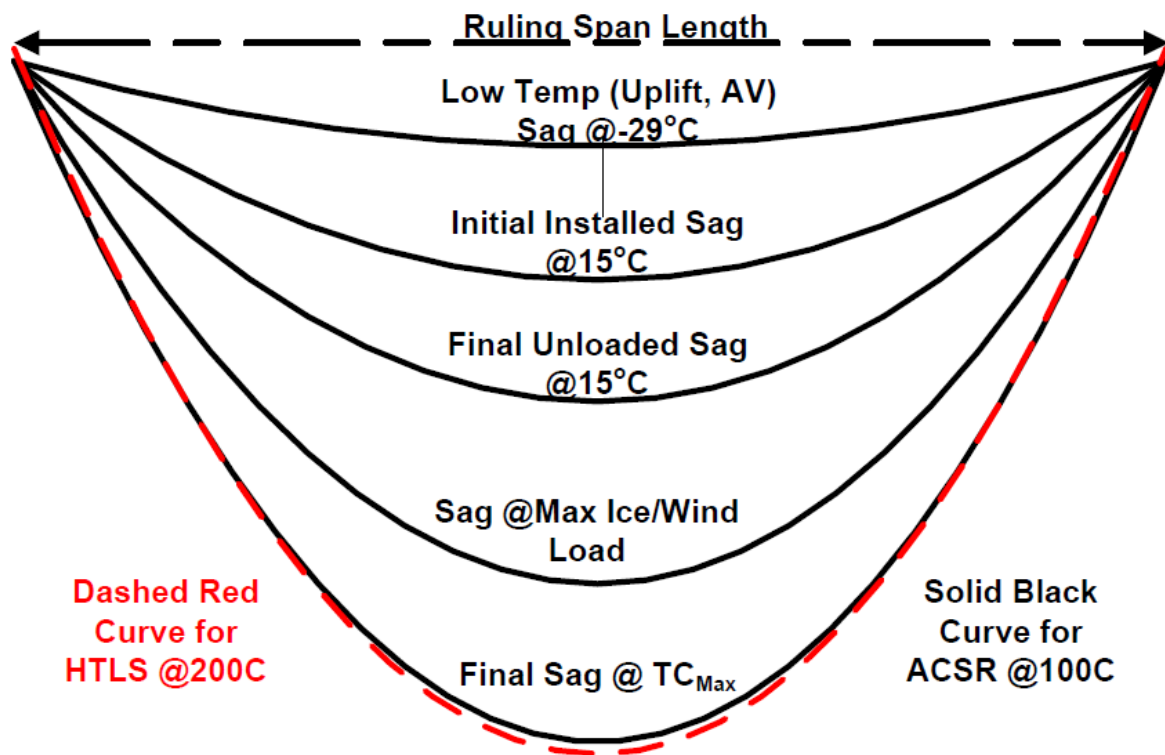 Ruling Span Length
Low Temp (Uplift, AV)
Sag @-29°C
Initial Installed Sag
@15°C
Final Unloaded Sag
@15°C
Sag @Max Ice/Wind
Load
Dashed Red
Curve for
HTLS @200C
Final Sag @ TCMax
Solid Black
Curve for
ACSR @100C